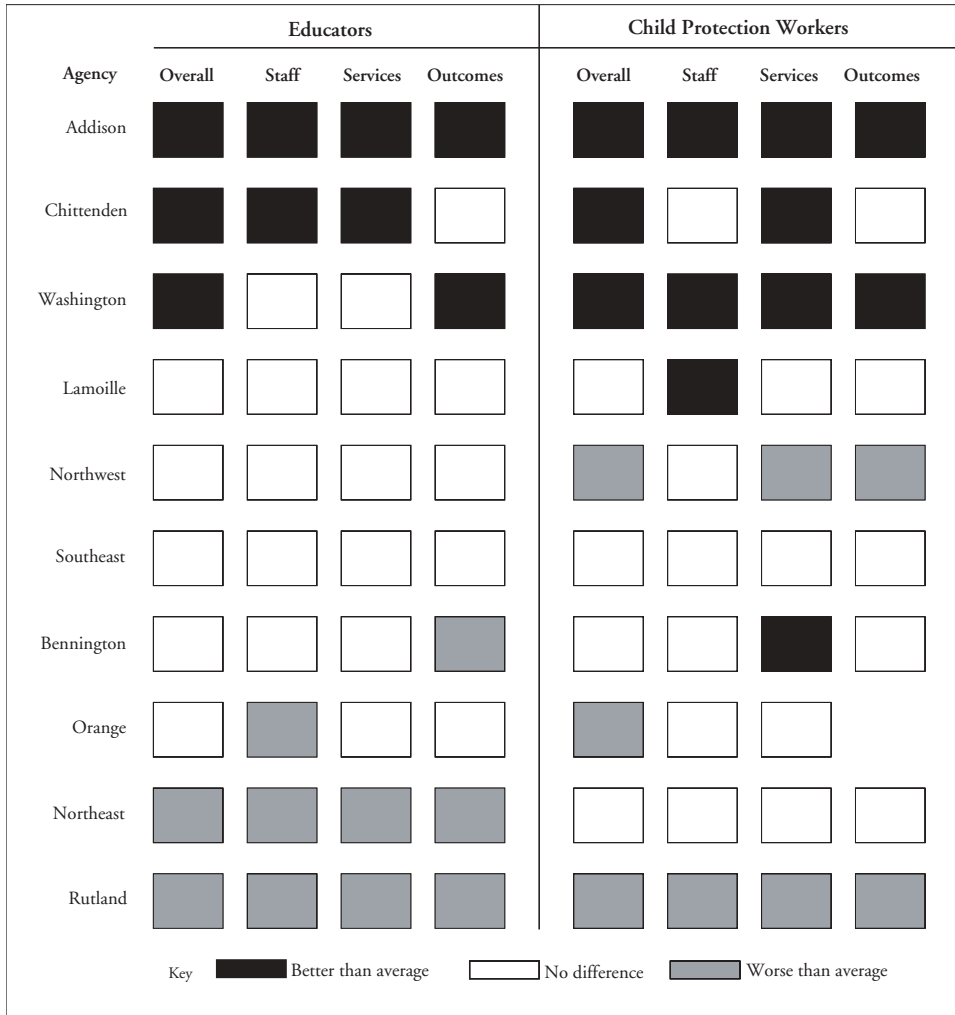 Educators Child Protection Workers
Agency Overall Staff Services Outcomes Overall Staff Services Outcomes
Addison
Chittenden
Washington
Lamoille
Northwest
Southeast
Bennington
Orange
Northeast
Rutland
Key Better than average No difference Worse than average